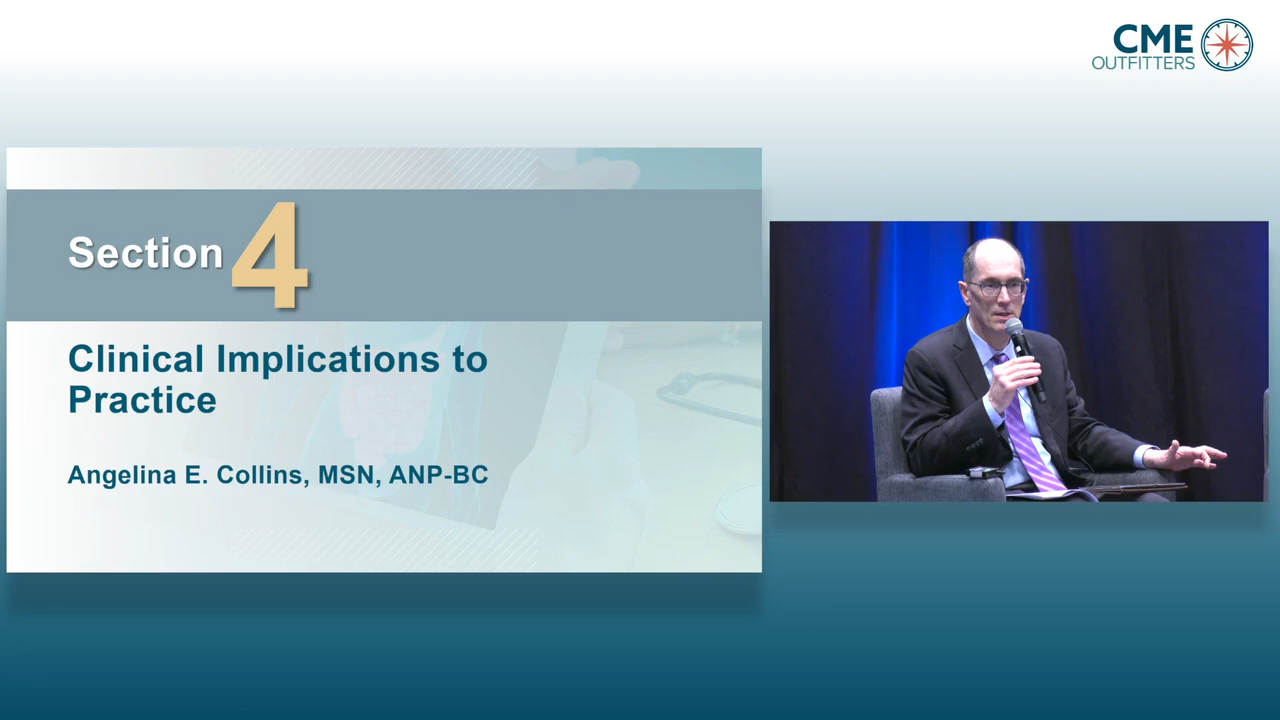 CME
OUTFITTERS
Section 4
Clinical Implications to
Practice
Angelina E. Collins, MSN, ANP-BC